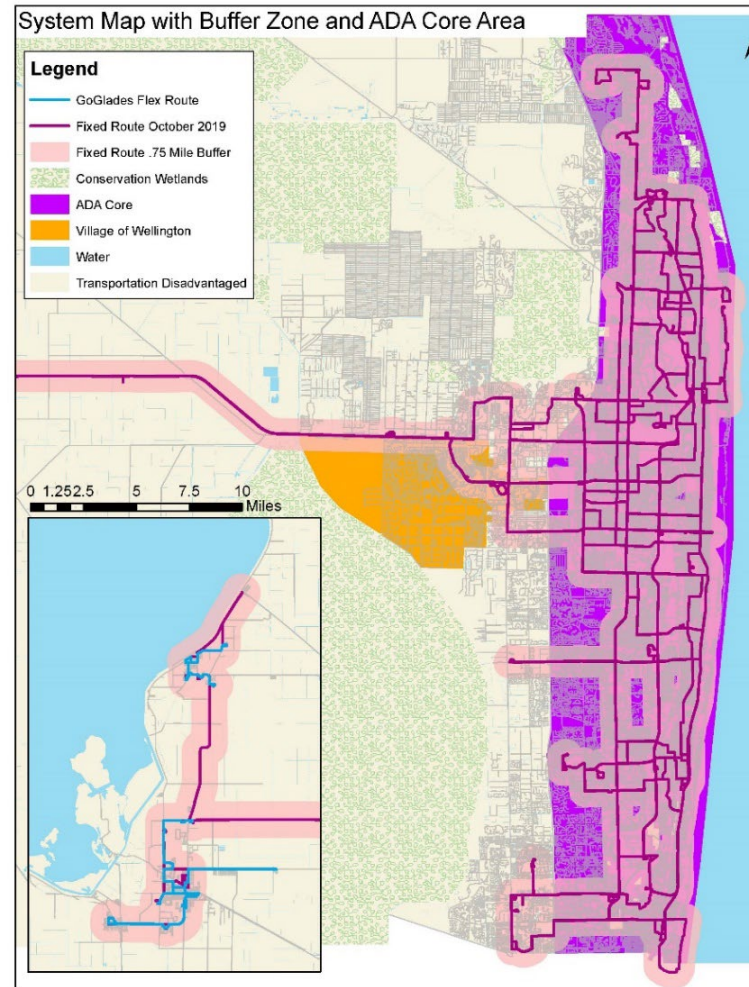 System Map with Buffer Zone and ADA Core Area
Legend
GoGlades Flex Route
Fixed Route October 2019
Fixed Route .75 Mile Buffer
Conservation Wetlands
ADA Core
Village of Wellington
Water
Transportation Disadvantaged
0 1.252.5 5 7.5 10
Miles